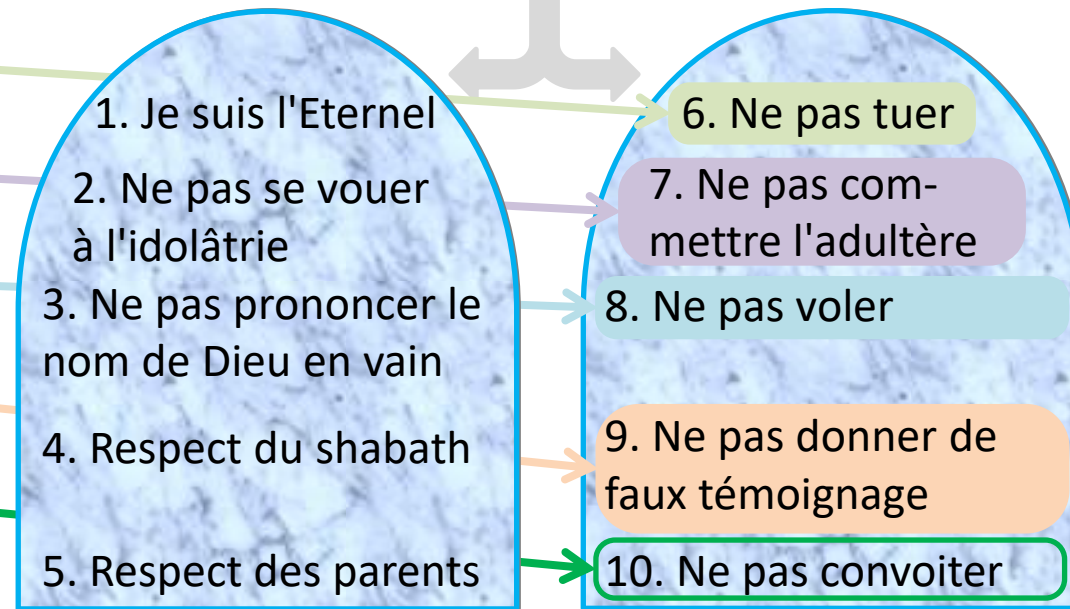 1. Je suis l'Eternel
2. Ne pas se vouer
à l'idolâtrie
3. Ne pas prononcer le
nom de Dieu en vain
4. Respect du shabath
5. Respect des parents
6. Ne pas tuer
7. Ne pas com-
mettre l'adultère
8. Ne pas voler
9. Ne pas donner de
faux témoignage
10. Ne pas convoiter